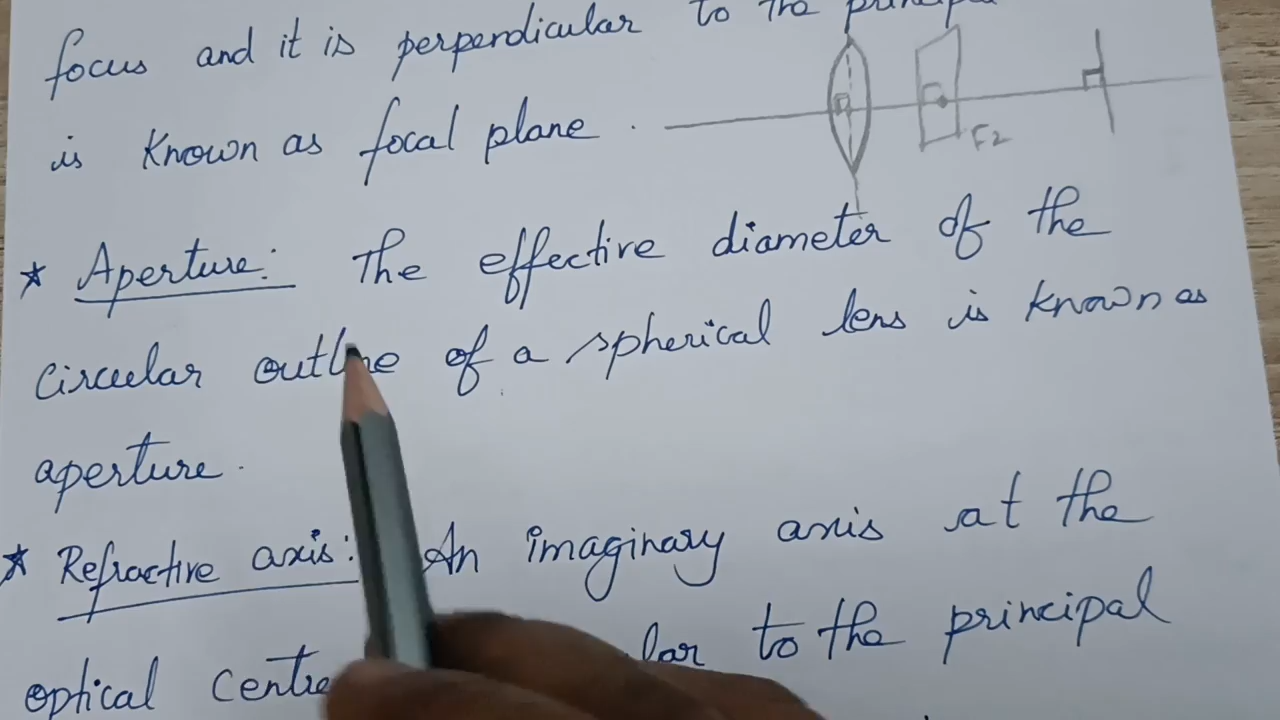 focus and it is perpendicular to the principal
is known as focal plane.
F2
* Aperture: The effective diameter of the
circular outline of a spherical lens is known as
aperture.
* Refractive axis: An imaginary axis at the
optical centre to the principal